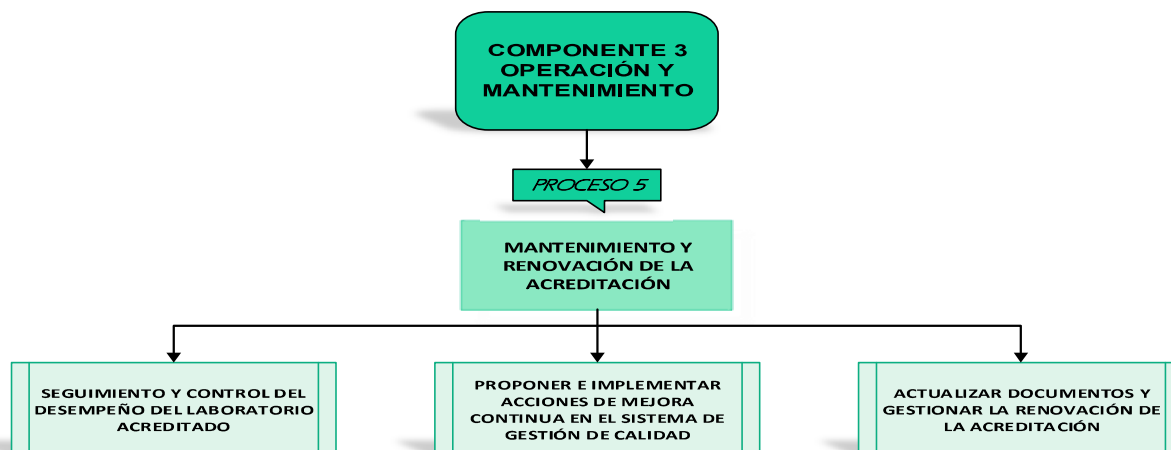 COMPONENTE 3
OPERACIÓN Y
MANTENIMIENTO
PROCESO 5
MANTENIMIENTO Y
RENOVACIÓN DE LA
ACREDITACIÓN
SEGUIMIENTO Y CONTROL DEL
DESEMPEÑO DEL LABORATORIO
ACREDITADO
PROPONER E IMPLEMENTAR
ACCIONES DE MEJORA
CONTINUA EN EL SISTEMA DE
GESTIÓN DE CALIDAD
ACTUALIZAR DOCUMENTOS Y
GESTIONAR LA RENOVACIÓN DE
LA ACREDITACIÓN